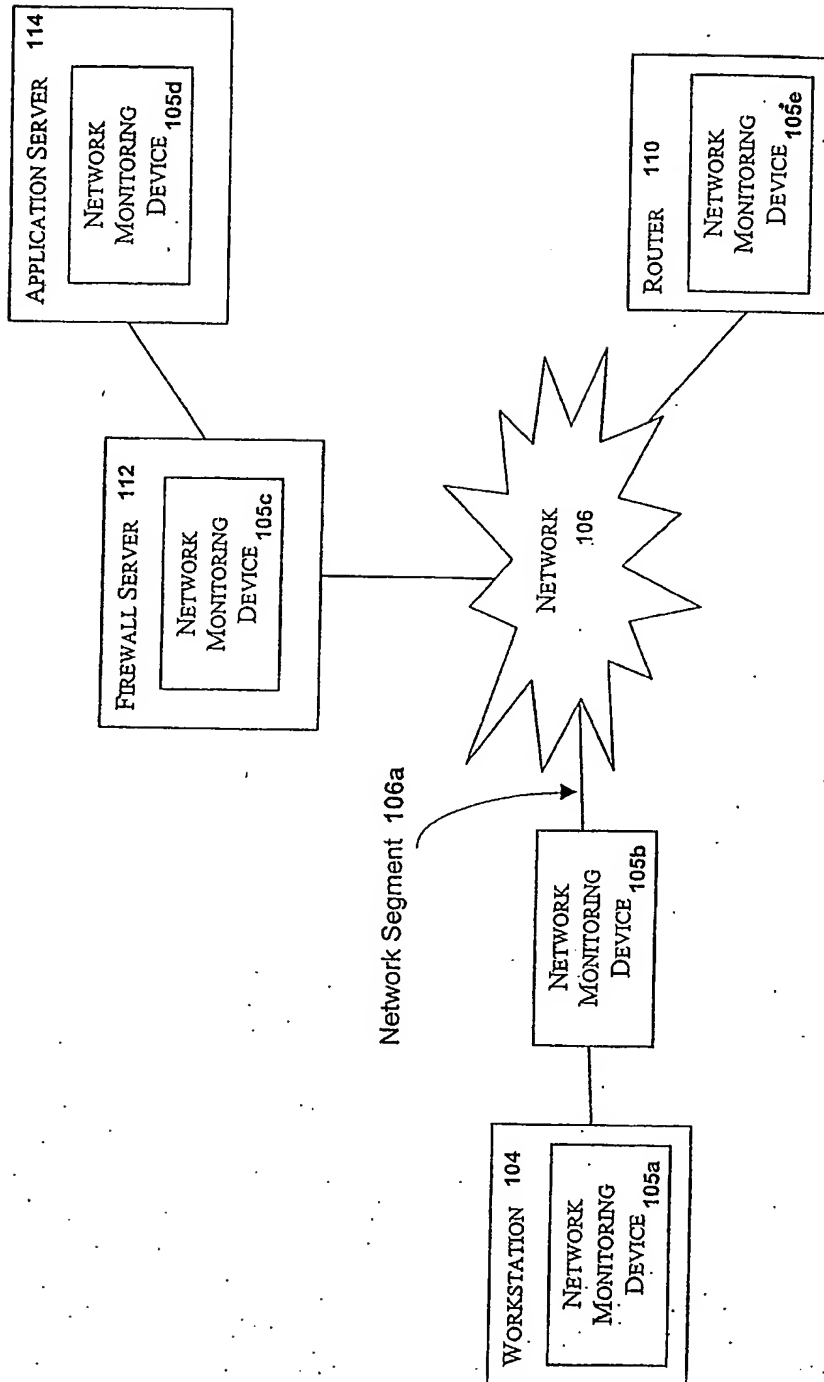 APPLICATION SERVER 114
NETWORK
MONITORING
DEVICE 105d
FIREWALL SERVER 112
NETWORK
MONITORING
DEVICE 105c
ROUTER 110
NETWORK
MONITORING
DEVICE 105e
NETWORK
106
Network Segment 106a
NETWORK
MONITORING
DEVICE 105b
WORKSTATION 104
NETWORK
MONITORING
DEVICE 105a